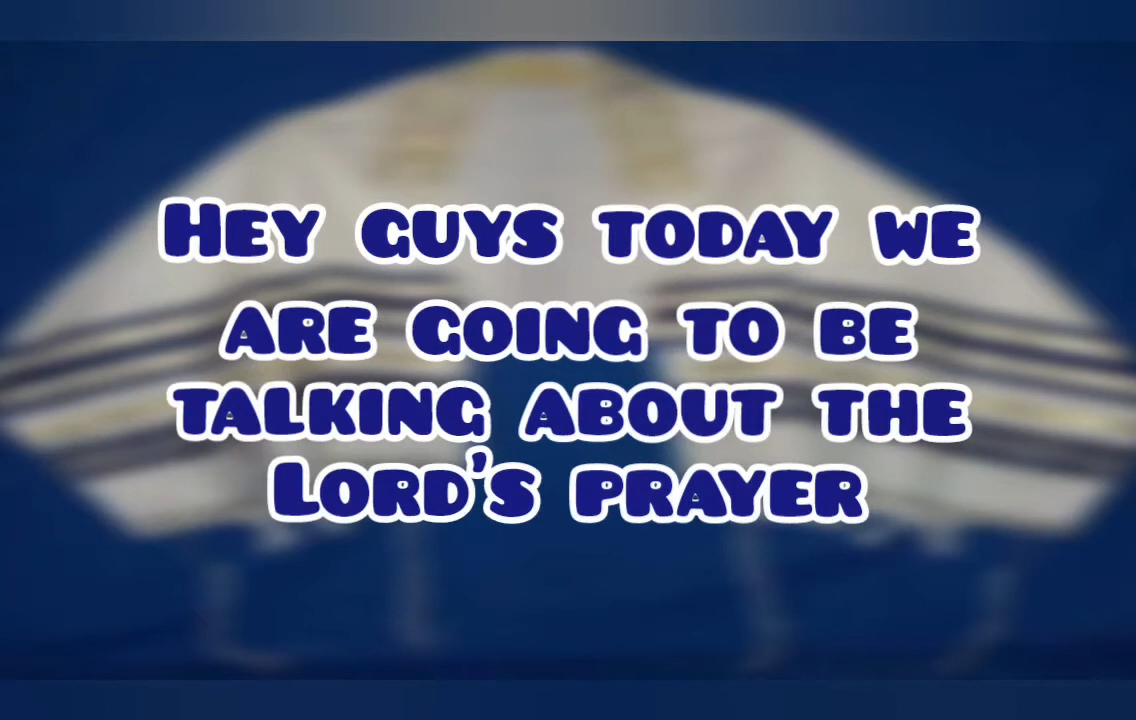 Hey guys today we
are going to be
talking about the
Lord's prayer